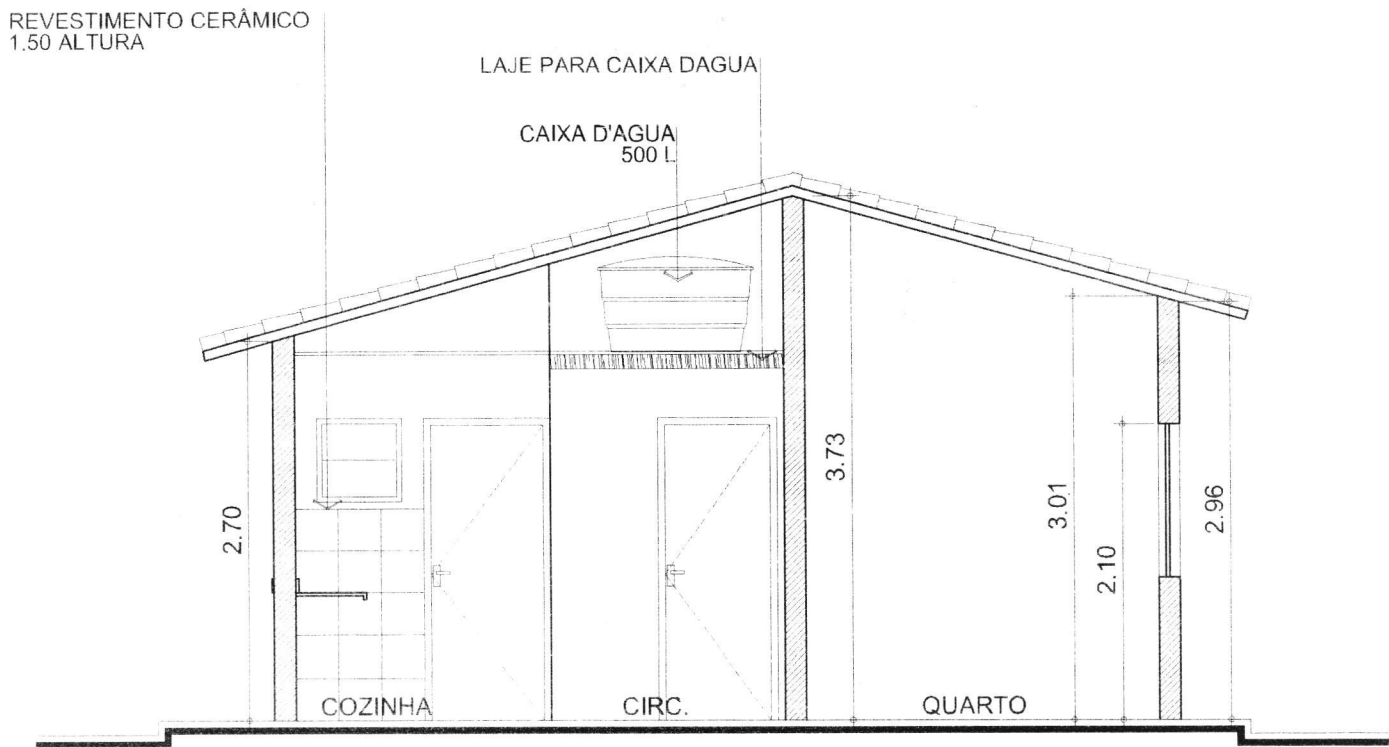 REVESTIMENTO CERÂMICO
1.50 ALTURA
LAJE PARA CAIXA DAGUA
CAIXA D'AGUA
500 L
2.70
3.73
3.01
2.10
2.96
COZINHA
CIRC.
QUARTO